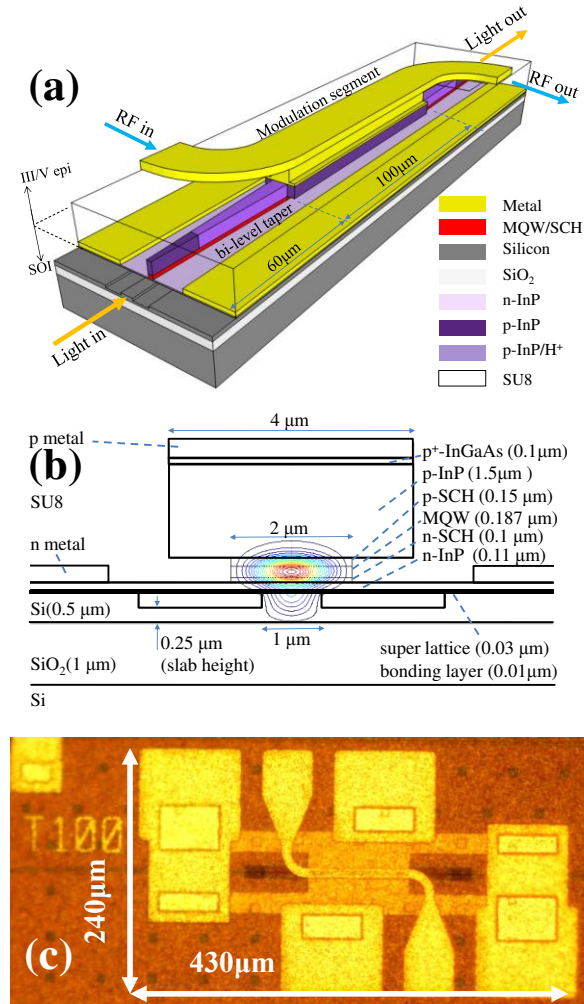 (a)
Light out
RF out
RF in
Modulation segment
III/V epi
SOI
100μm
bi-level taper
60μm
Light in
Metal
MQW/SCH
Silicon
SiO2
n-InP
p-InP
p-InP/H+
SU8
(b)
4 μm
p metal
p+-InGaAs (0.1μm)
p-InP (1.5μm )
p-SCH (0.15 μm)
MQW (0.187 μm)
n-SCH (0.1 μm)
n-InP (0.11 μm)
SU8
2 μm
n metal
Si(0.5 μm)
1 μm
0.25 μm
(slab height)
super lattice (0.03 μm)
bonding layer (0.01μm)
SiO2(1 μm)
Si
T100
240μm
430μm
(c)